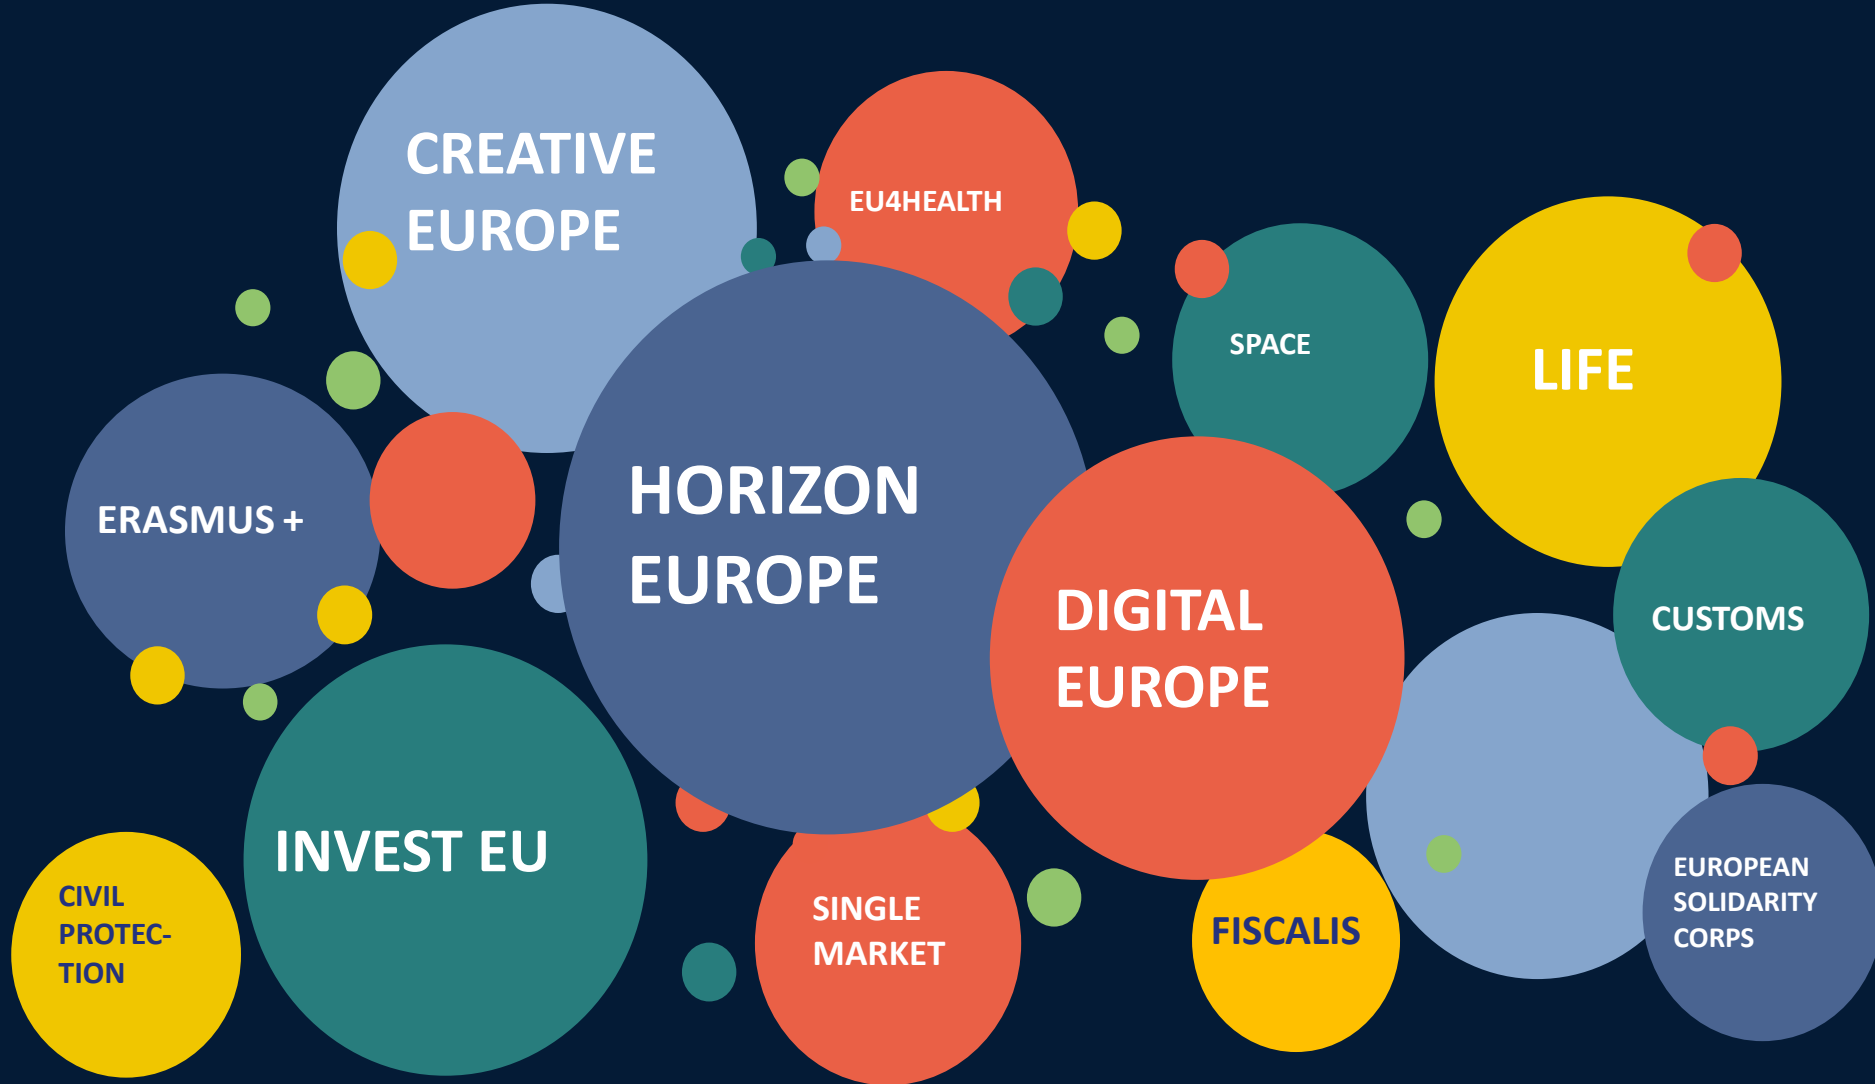 CREATIVE
EUROPE
EU4HEALTH
SPACE
LIFE
ERASMUS +
HORIZON
EUROPE
DIGITAL
EUROPE
CUSTOMS
INVEST EU
CIVIL
PROTEC-
TION
SINGLE
MARKET
FISCALIS
EUROPEAN
SOLIDARITY
CORPS